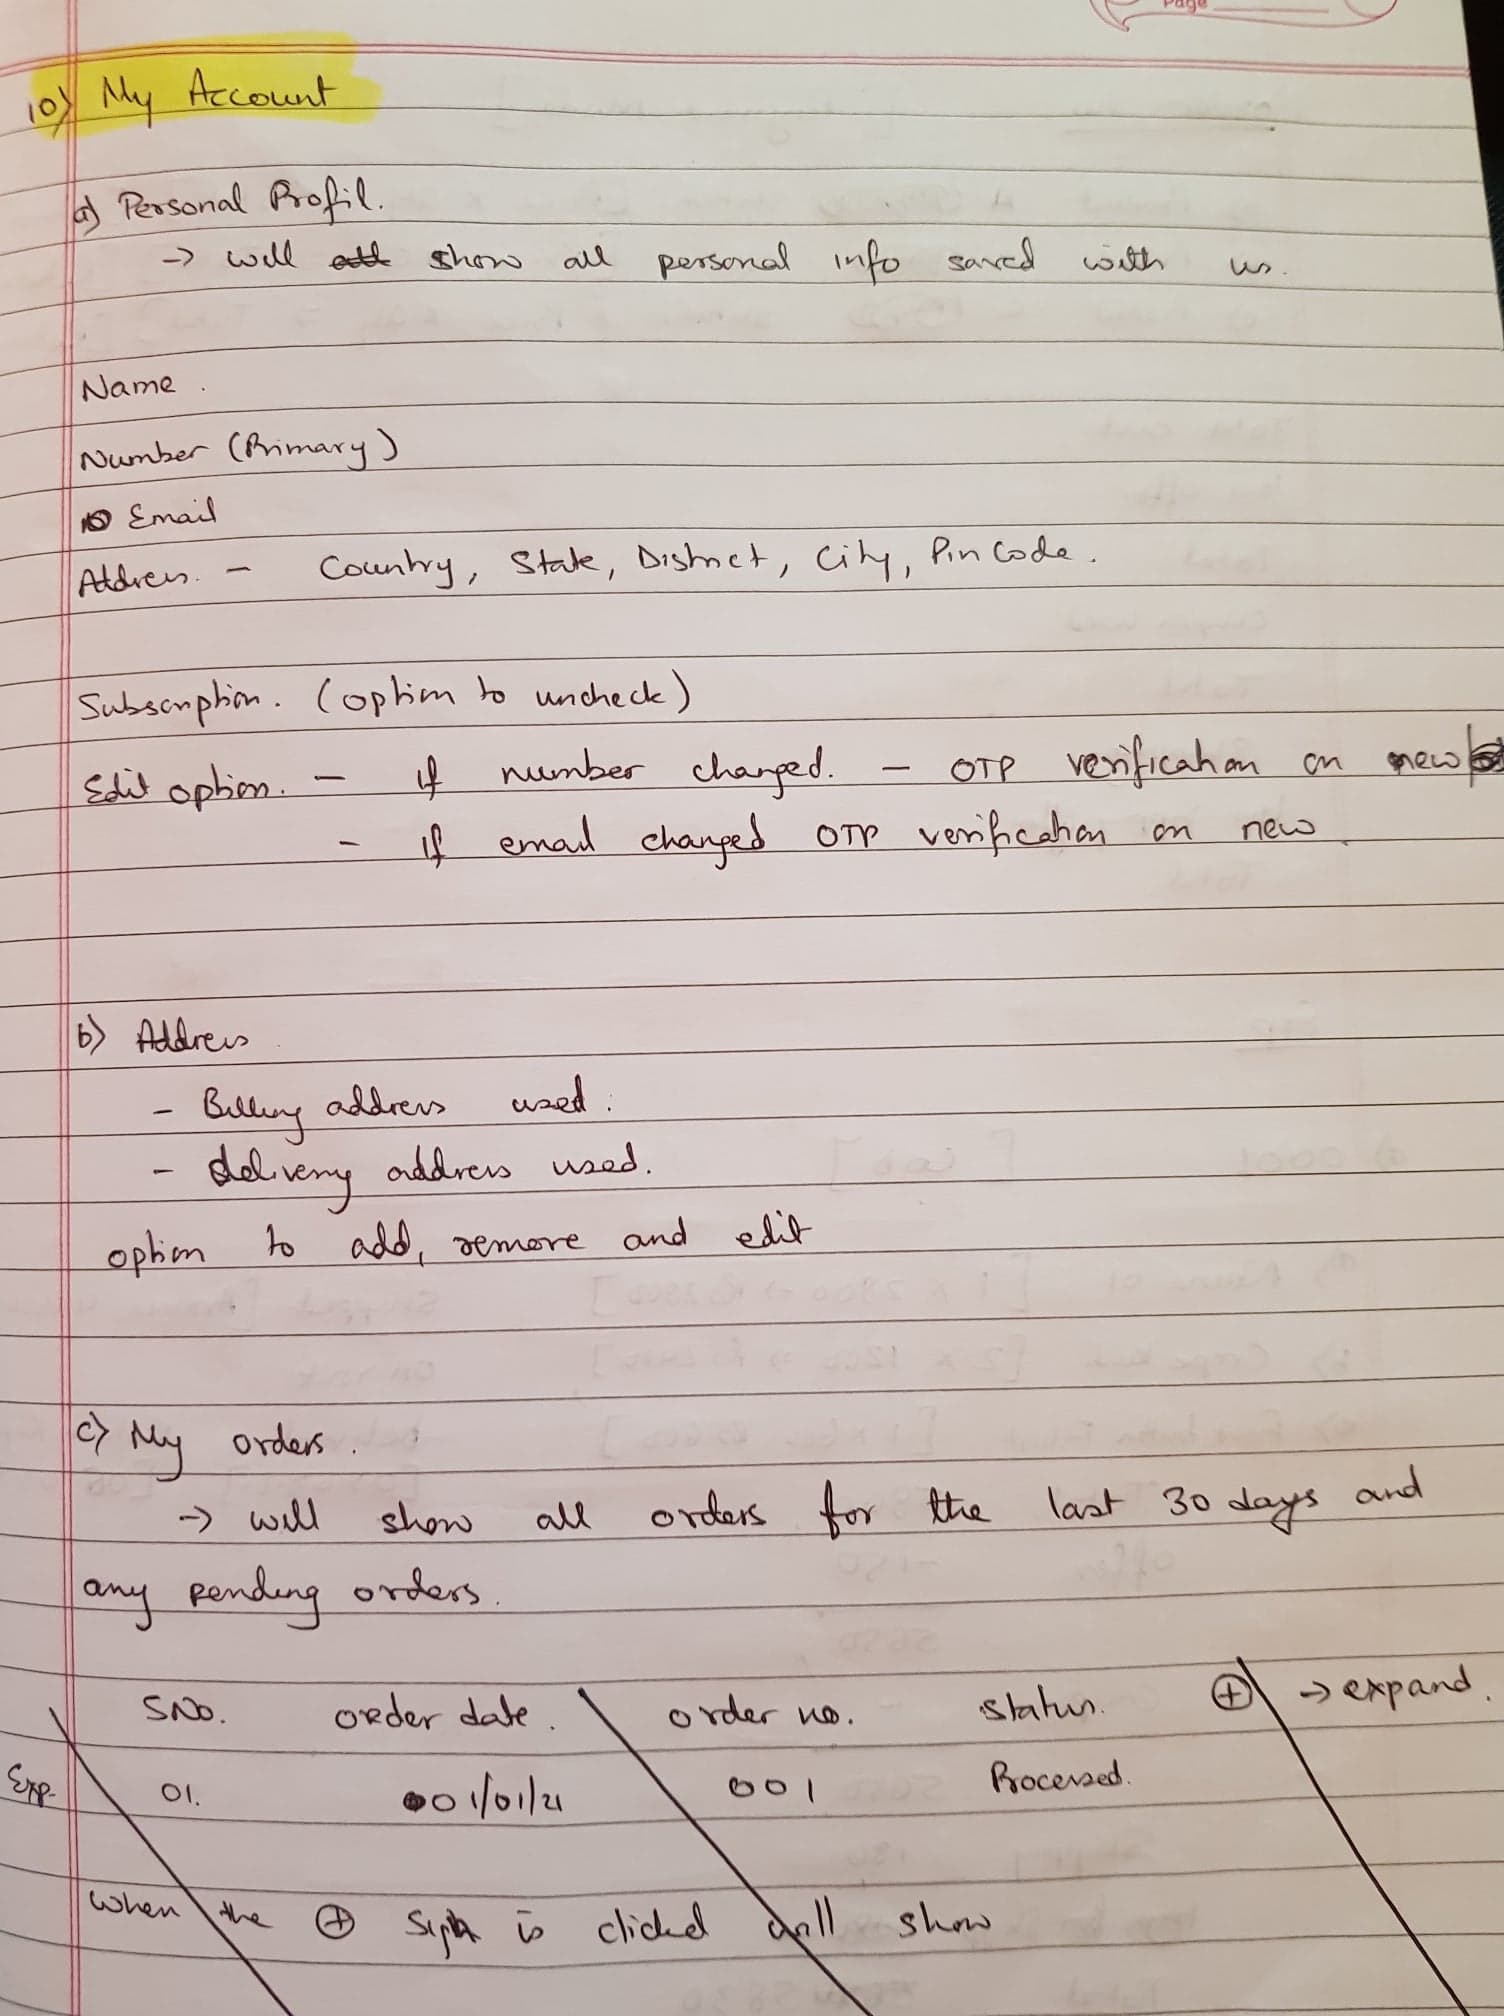 Page
10) My Account
a) Personal Profil.
→ will show all personal info saved with us.
Name.
Number (Primary)
Email
Address. - Country, State, District, City, Pin Code.
Subscription. (option to uncheck)
Edit option. - if number changed. - OTP verification on new
- if email changed OTP verification on new
b) Address
- Billing address used.
- delivery address used.
option to add, remove and edit
c) My orders.
→ will show all orders for the last 30 days and
any pending orders.
SNo. order date. order no. status. ⊕ → expand.
Exp. 01. 01/01/21 001 Processed.
When the ⊕ sign is clicked will show